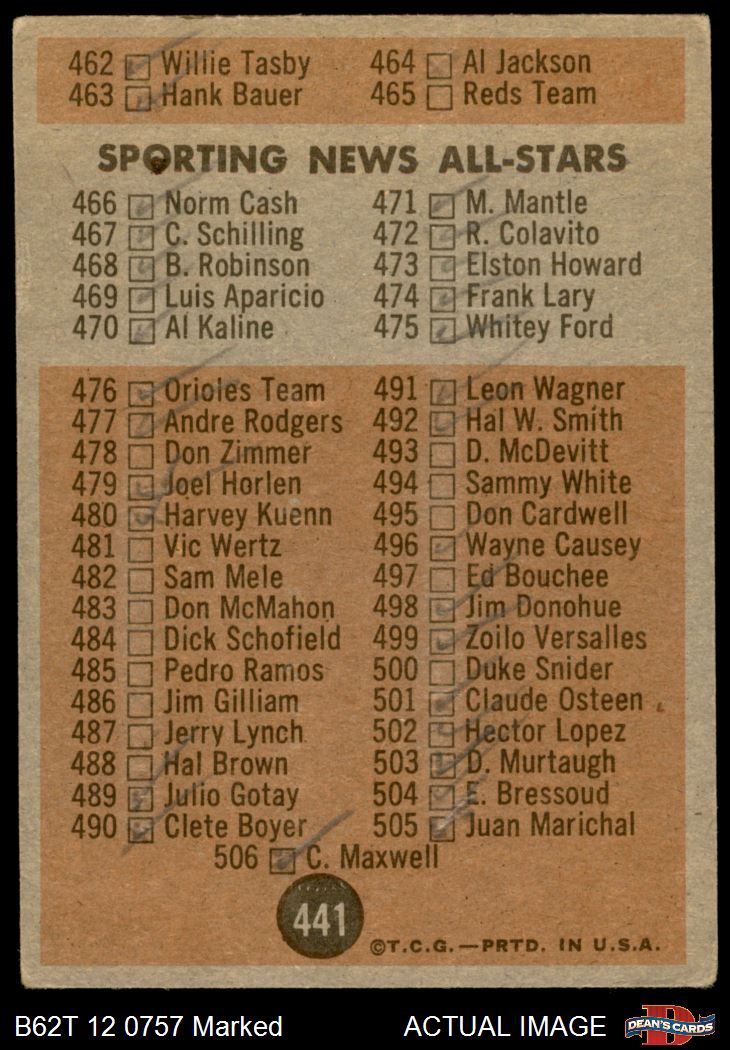 462 Willie Tasby 464 Al Jackson
463 Hank Bauer 465 Reds Team
SPORTING NEWS ALL-STARS
466 Norm Cash 471 M. Mantle
467 C. Schilling 472 R. Colavito
468 B. Robinson 473 Elston Howard
469 Luis Aparicio 474 Frank Lary
470 Al Kaline 475 Whitey Ford
476 Orioles Team 491 Leon Wagner
477 Andre Rodgers 492 Hal W. Smith
478 Don Zimmer 493 D. McDevitt
479 Joel Horlen 494 Sammy White
480 Harvey Kuenn 495 Don Cardwell
481 Vic Wertz 496 Wayne Causey
482 Sam Mele 497 Ed Bouchee
483 Don McMahon 498 Jim Donohue
484 Dick Schofield 499 Zoilo Versalles
485 Pedro Ramos 500 Duke Snider
486 Jim Gilliam 501 Claude Osteen
487 Jerry Lynch 502 Hector Lopez
488 Hal Brown 503 D. Murtaugh
489 Julio Gotay 504 E. Bressoud
490 Clete Boyer 505 Juan Marichal
506 C. Maxwell
441
©T.C.G.—PRTD. IN U.S.A.
B62T 12 0757 Marked ACTUAL IMAGE
DEAN'S CARDS